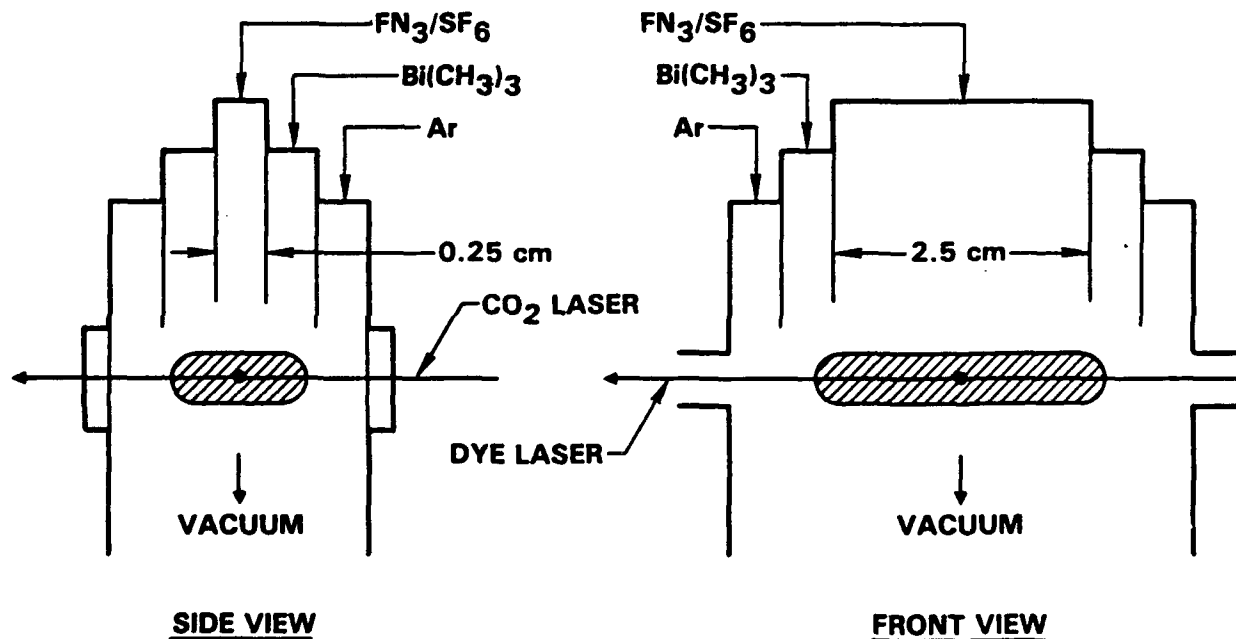 FN3/SF6
Bi(CH3)3
Ar
0.25 cm
CO2 LASER
DYE LASER
VACUUM
SIDE VIEW
FN3/SF6
Bi(CH3)3
Ar
2.5 cm
VACUUM
FRONT VIEW